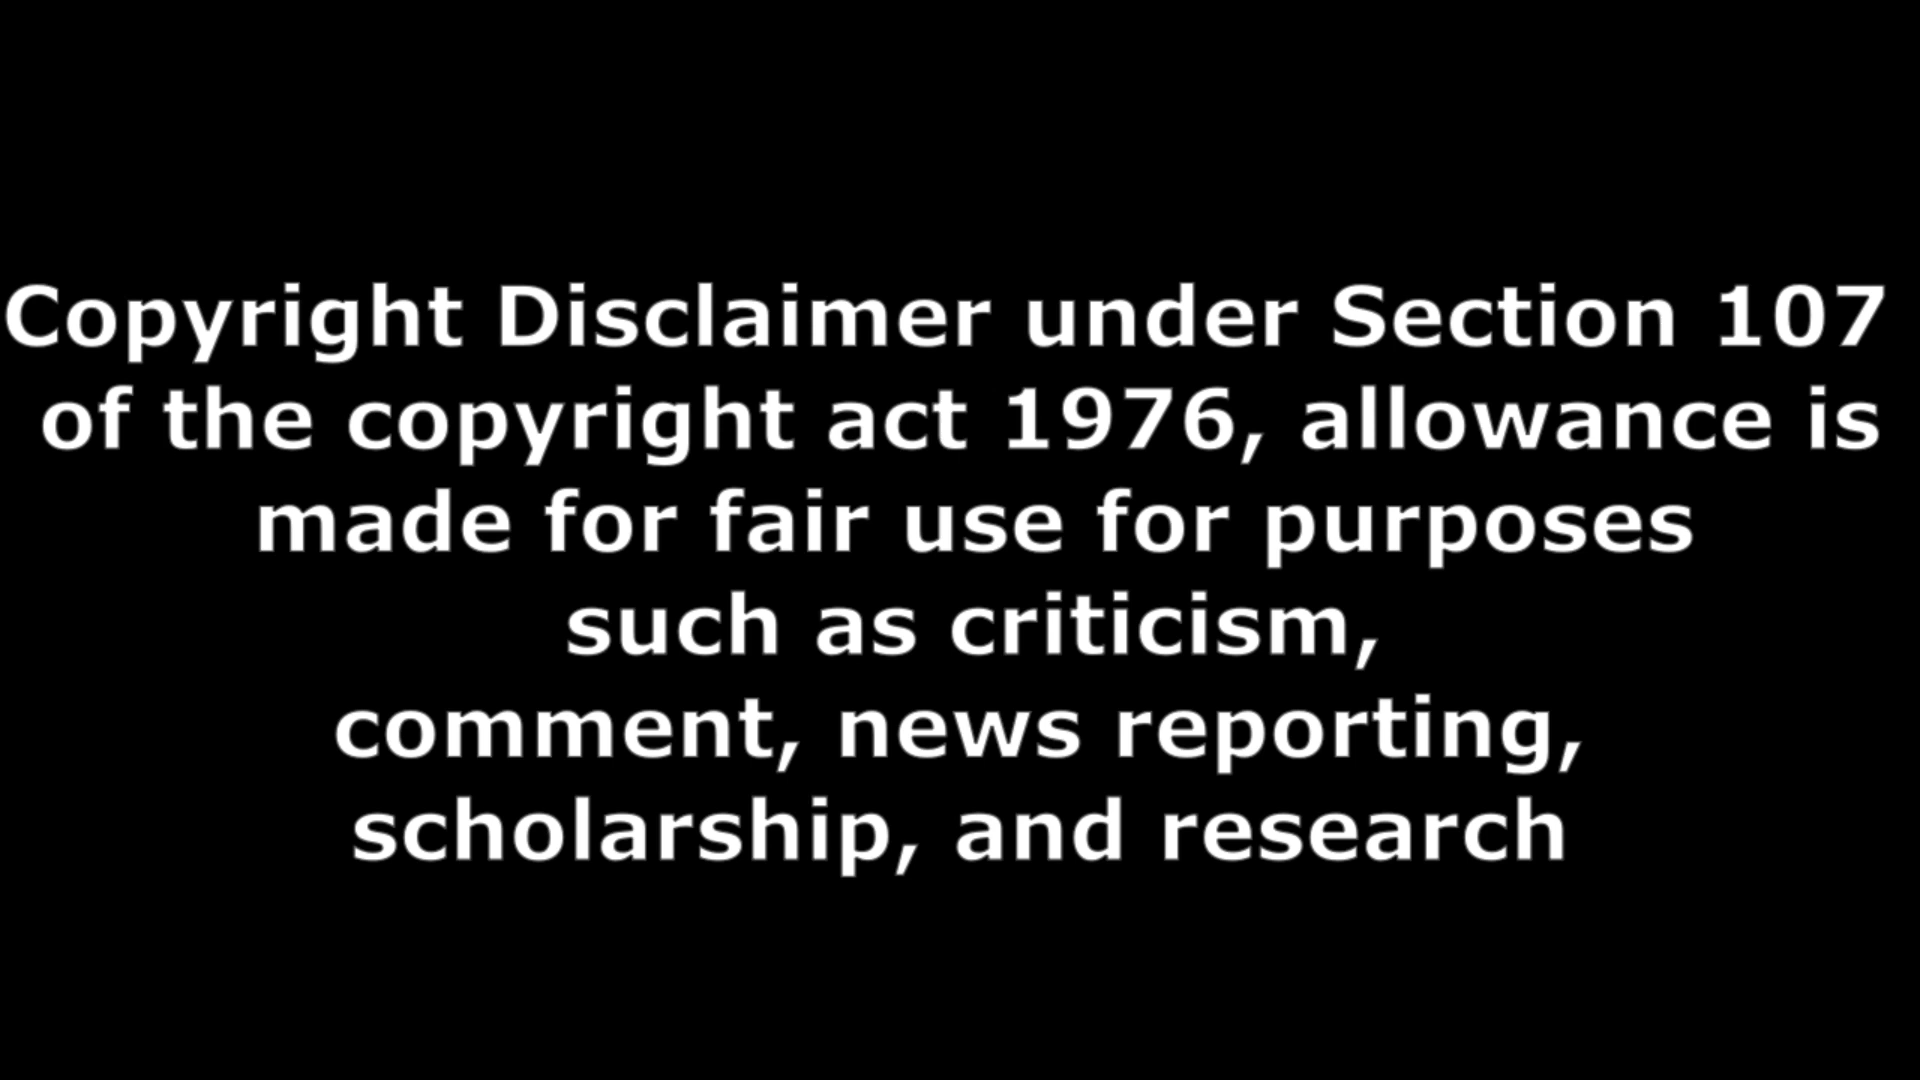 Copyright Disclaimer under Section 107
of the copyright act 1976, allowance is
made for fair use for purposes
such as criticism,
comment, news reporting,
scholarship, and research